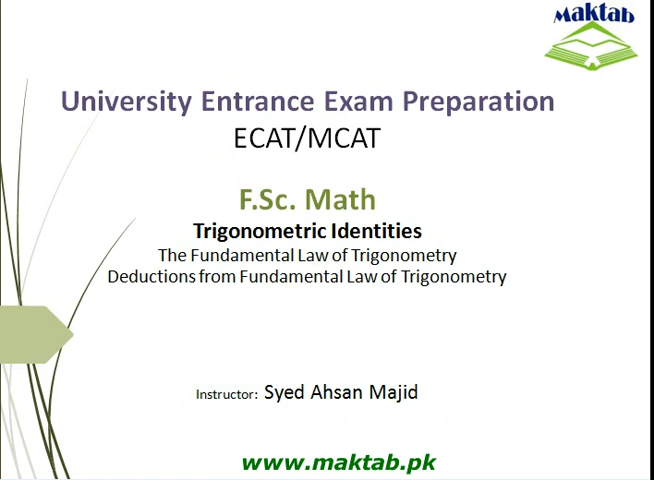 Maktab
University Entrance Exam Preparation
ECAT/MCAT
F.Sc. Math
Trigonometric Identities
The Fundamental Law of Trigonometry
Deductions from Fundamental Law of Trigonometry
Instructor: Syed Ahsan Majid
www.maktab.pk